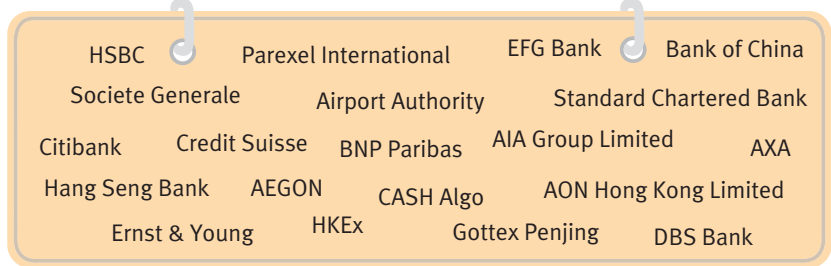 HSBC Parexel International EFG Bank Bank of China
Societe Generale Airport Authority Standard Chartered Bank
Citibank Credit Suisse BNP Paribas AIA Group Limited AXA
Hang Seng Bank AEGON CASH Algo AON Hong Kong Limited
Ernst & Young HKEx Gottex Penjing DBS Bank